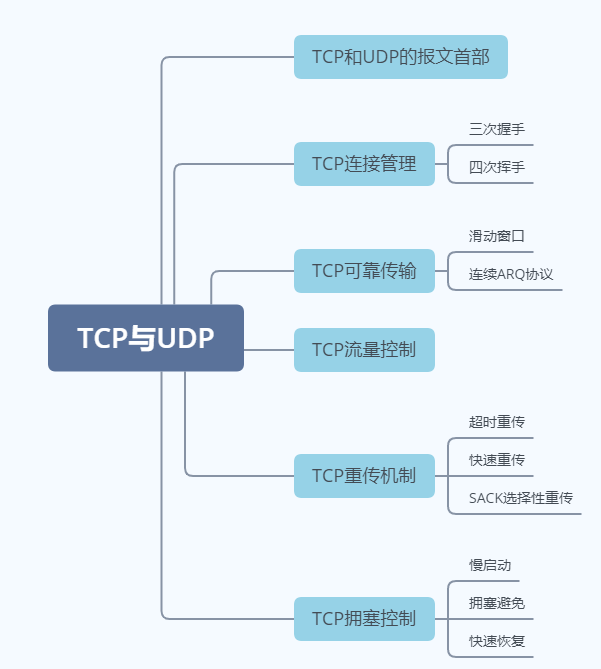 TCP与UDP
TCP和UDP的报文首部
TCP连接管理
三次握手
四次挥手
TCP可靠传输
滑动窗口
连续ARQ协议
TCP流量控制
TCP重传机制
超时重传
快速重传
SACK选择性重传
TCP拥塞控制
慢启动
拥塞避免
快速恢复